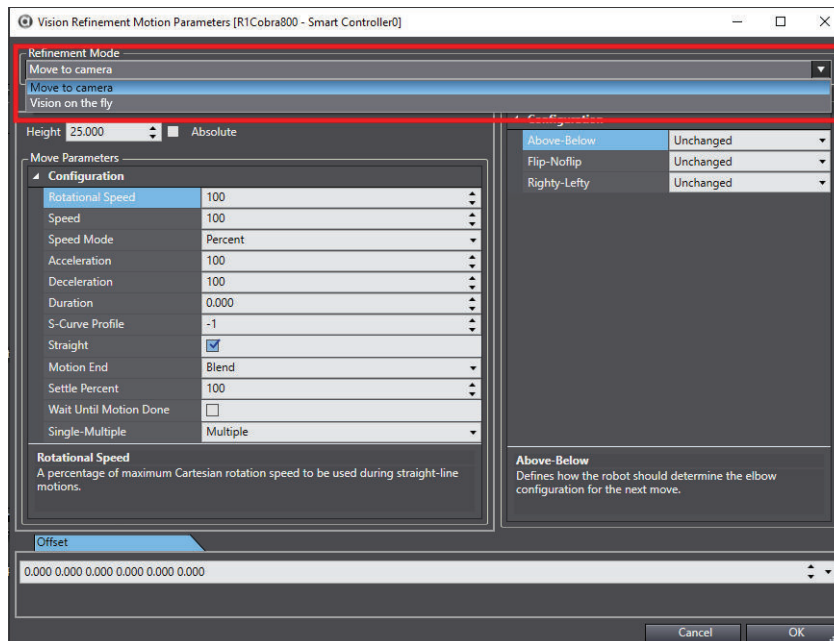 Vision Refinement Motion Parameters [R1Cobra800 - Smart Controller0]
Refinement Mode
Move to camera
Move to camera
Vision on the fly
Height 25.000 Absolute
Move Parameters
Configuration
Rotational Speed 100
Speed 100
Speed Mode Percent
Acceleration 100
Deceleration 100
Duration 0.000
S-Curve Profile -1
Straight
Motion End Blend
Settle Percent 100
Wait Until Motion Done
Single-Multiple Multiple
Rotational Speed
A percentage of maximum Cartesian rotation speed to be used during straight-line
motions.
Configuration
Above-Below Unchanged
Flip-Noflip Unchanged
Righty-Lefty Unchanged
Above-Below
Defines how the robot should determine the elbow
configuration for the next move.
Offset
0.000 0.000 0.000 0.000 0.000 0.000
Cancel OK